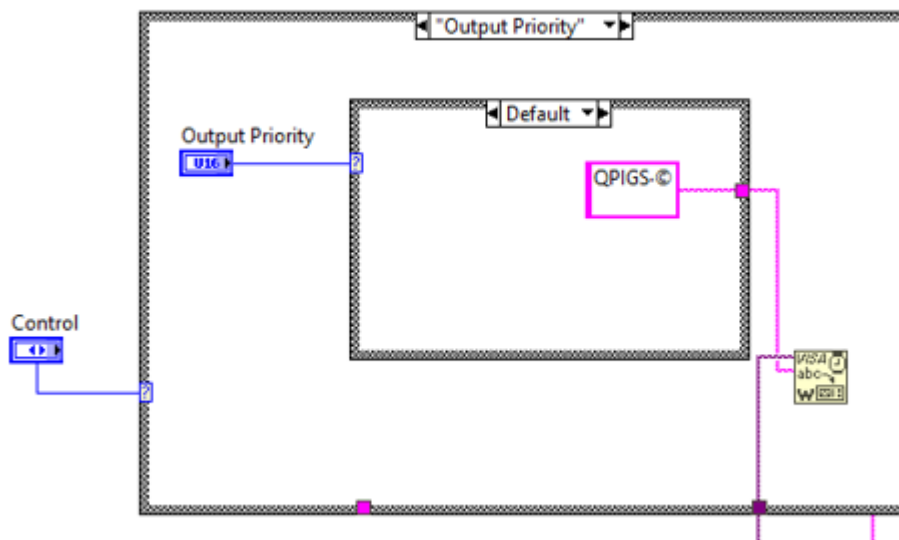 "Output Priority"
Default
Output Priority
U16
?
QPIGS·©
Control
?
VISA
abc
W